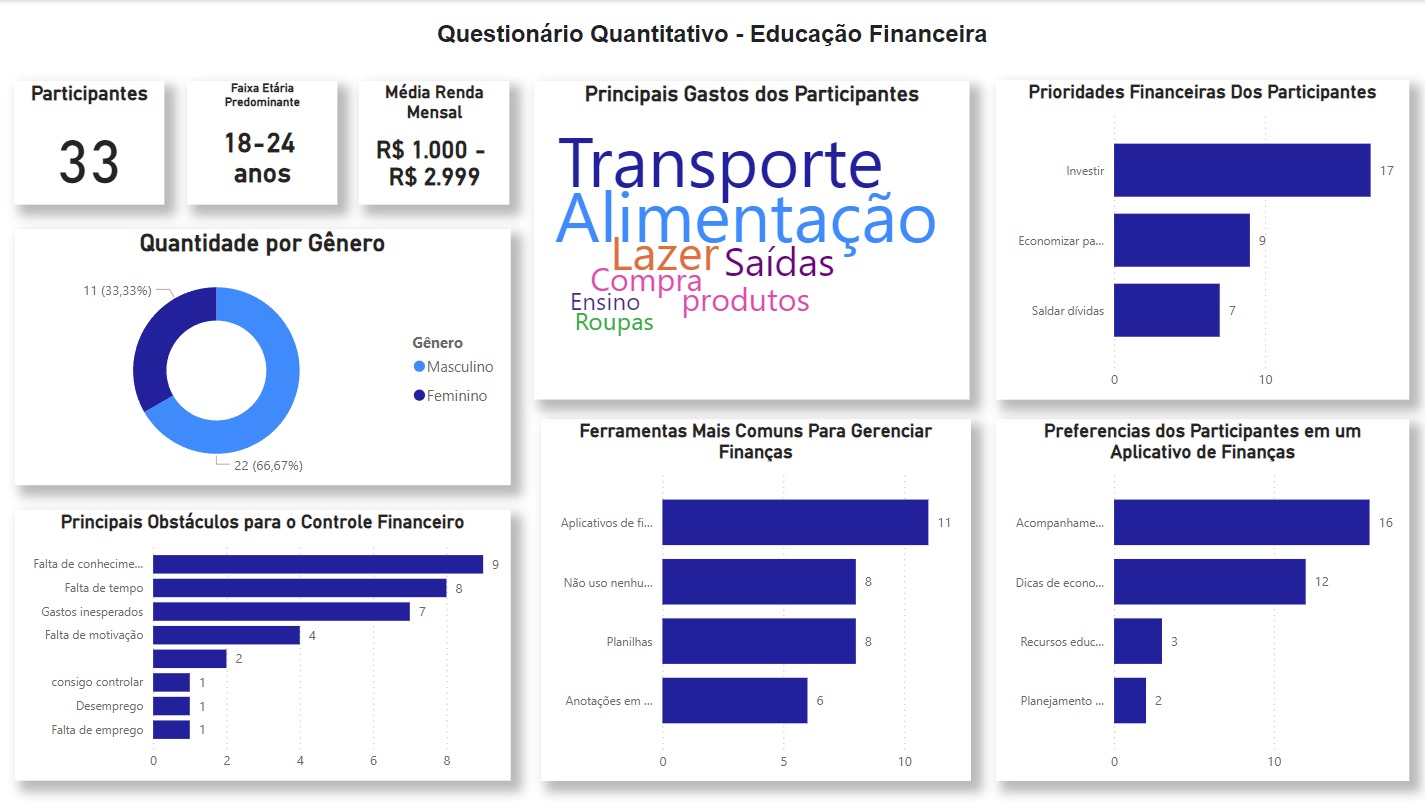 Questionário Quantitativo - Educação Financeira
Participantes
33
Faixa Etária
Predominante
18-24
anos
Média Renda
Mensal
R$ 1.000 -
R$ 2.999
Quantidade por Gênero
11 (33,33%)
22 (66,67%)
Gênero
Masculino
Feminino
Principais Obstáculos para o Controle Financeiro
Falta de conhecime... 9
Falta de tempo 8
Gastos inesperados 7
Falta de motivação 4
2
consigo controlar 1
Desemprego 1
Falta de emprego 1
0 2 4 6 8
Principais Gastos dos Participantes
Transporte
Alimentação
Lazer Saídas
Compra
Ensino produtos
Roupas
Prioridades Financeiras Dos Participantes
Investir 17
Economizar pa... 9
Saldar dívidas 7
0 10
Ferramentas Mais Comuns Para Gerenciar
Finanças
Aplicativos de fi... 11
Não uso nenhu... 8
Planilhas 8
Anotações em ... 6
0 5 10
Preferencias dos Participantes em um
Aplicativo de Finanças
Acompanhame... 16
Dicas de econo... 12
Recursos educ... 3
Planejamento ... 2
0 10